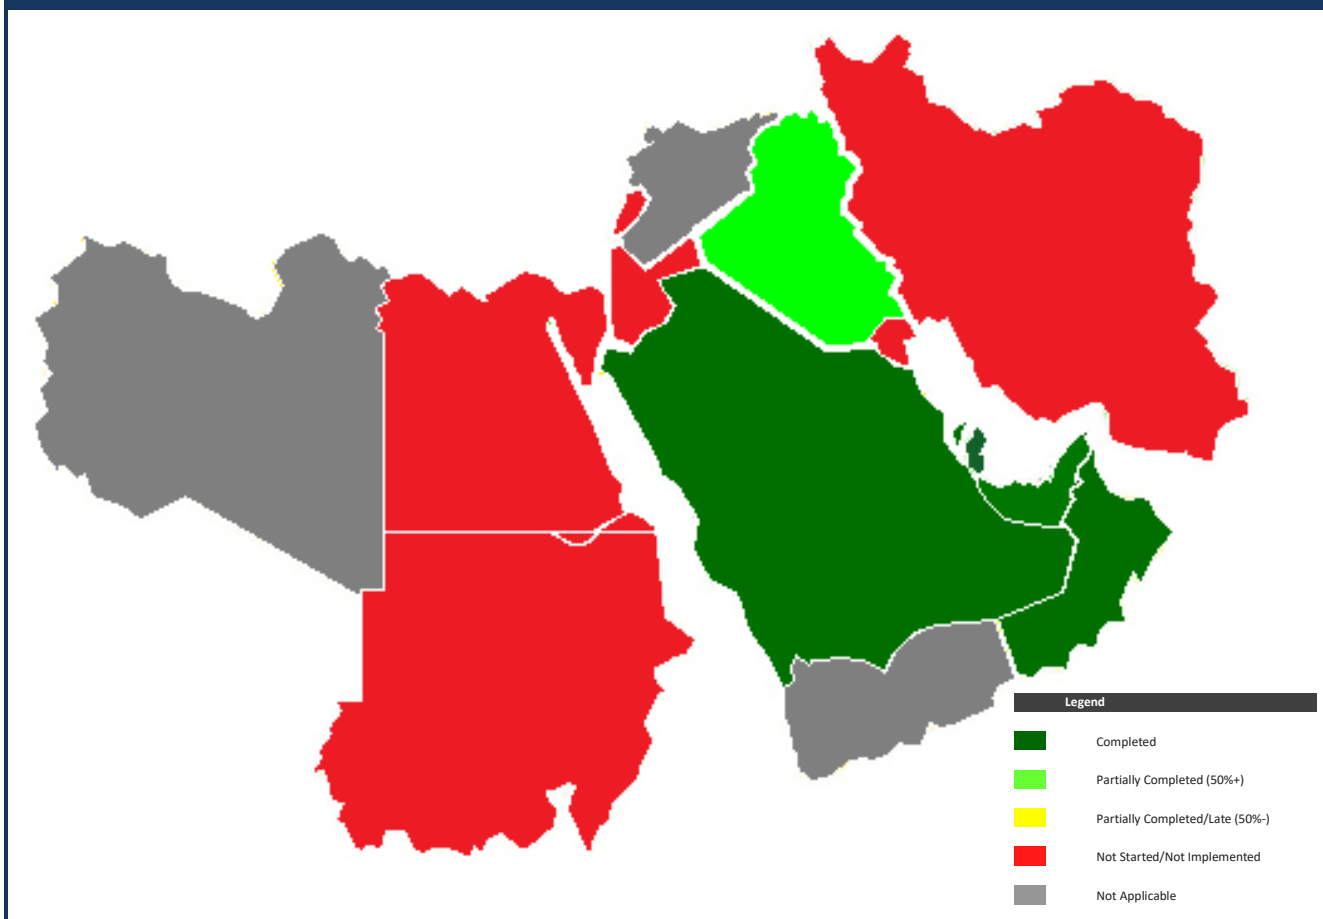 Legend
Completed
Partially Completed (50%+)
Partially Completed/Late (50%-)
Not Started/Not Implemented
Not Applicable